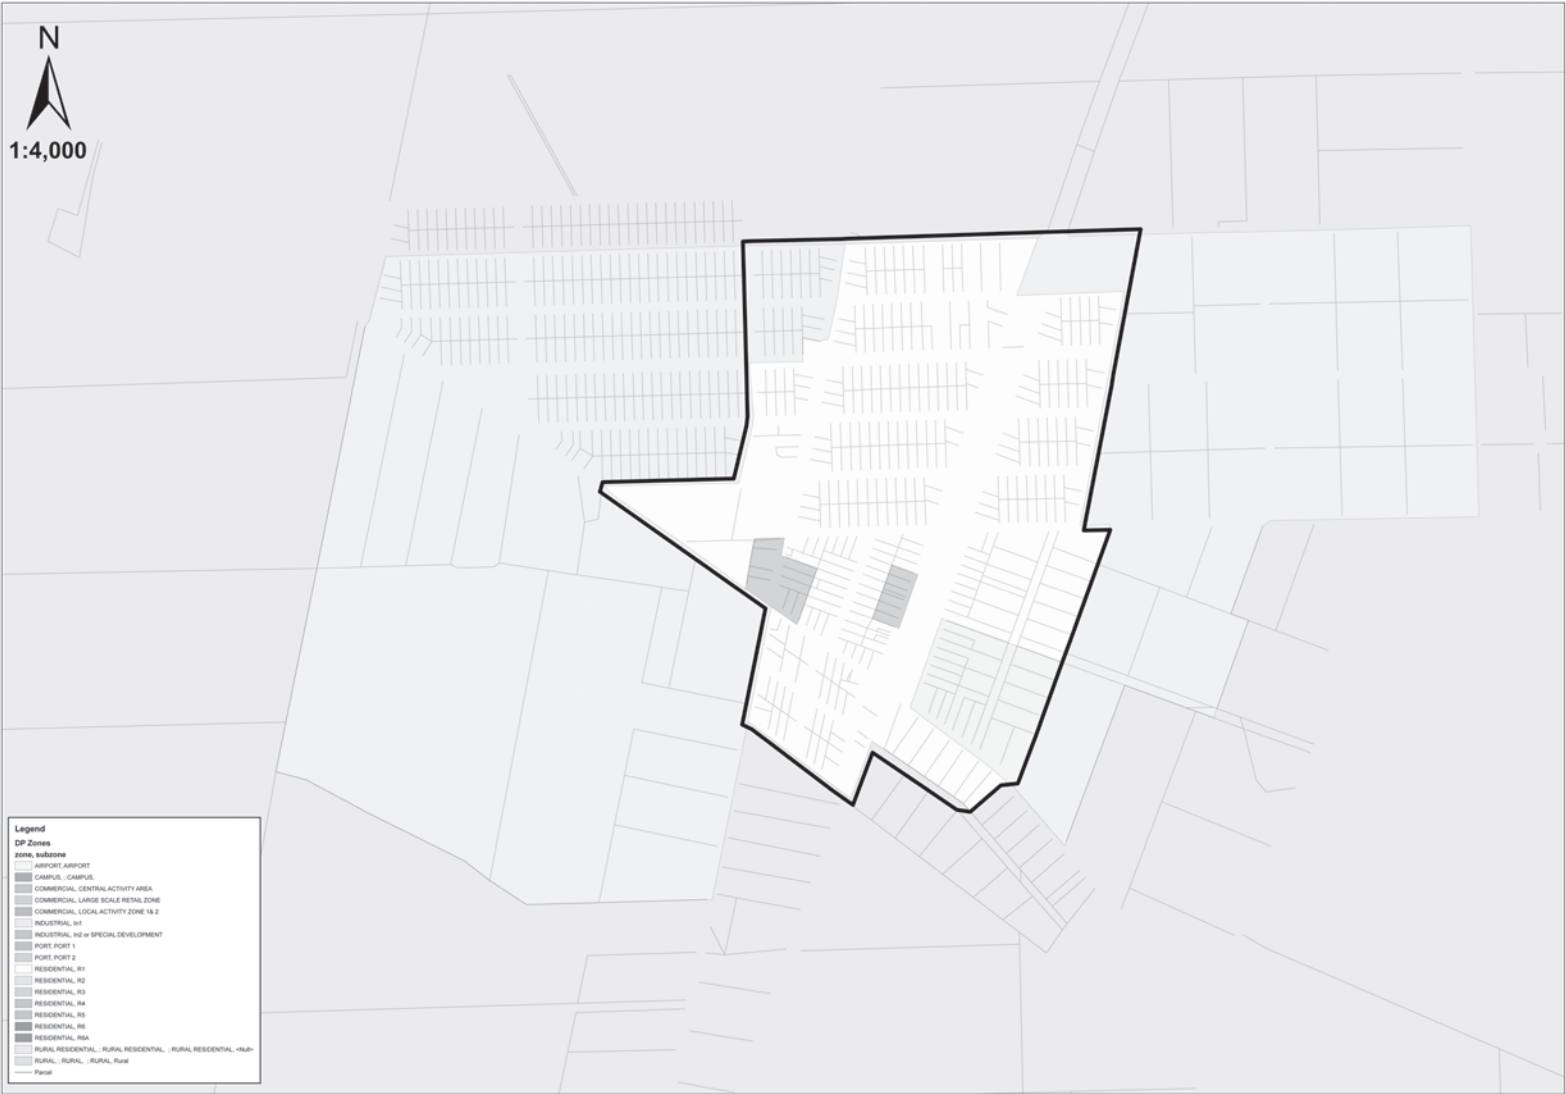 N
1:4,000
Legend
DP Zones
zone, subzone
AIRPORT, AIRPORT
CAMPUS, ; CAMPUS,
COMMERCIAL, CENTRAL ACTIVITY AREA
COMMERCIAL, LARGE SCALE RETAIL ZONE
COMMERCIAL, LOCAL ACTIVITY ZONE 1& 2
INDUSTRIAL, In1
INDUSTRIAL, In2 or SPECIAL DEVELOPMENT
PORT, PORT 1
PORT, PORT 2
RESIDENTIAL, R1
RESIDENTIAL, R2
RESIDENTIAL, R3
RESIDENTIAL, R4
RESIDENTIAL, R5
RESIDENTIAL, R6
RESIDENTIAL, R6A
RURAL RESIDENTIAL, ; RURAL RESIDENTIAL, ; RURAL RESIDENTIAL, <Null>
RURAL, ; RURAL, ; RURAL, Rural
Parcel